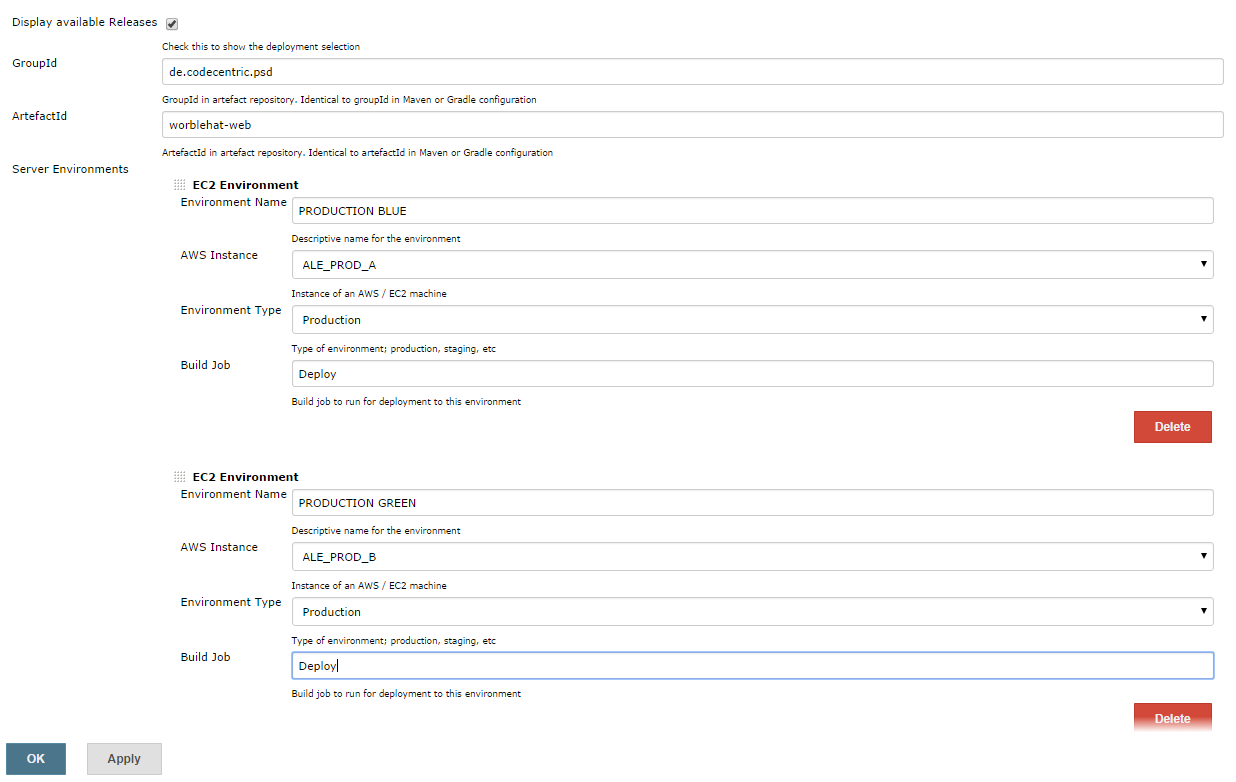 Display available Releases
Check this to show the deployment selection
GroupId
de.codecentric.psd
GroupId in artefact repository. Identical to groupId in Maven or Gradle configuration
ArtefactId
worblehat-web
ArtefactId in artefact repository. Identical to artefactId in Maven or Gradle configuration
Server Environments
EC2 Environment
Environment Name
PRODUCTION BLUE
Descriptive name for the environment
AWS Instance
ALE_PROD_A
Instance of an AWS / EC2 machine
Environment Type
Production
Type of environment; production, staging, etc
Build Job
Deploy
Build job to run for deployment to this environment
Delete
EC2 Environment
Environment Name
PRODUCTION GREEN
Descriptive name for the environment
AWS Instance
ALE_PROD_B
Instance of an AWS / EC2 machine
Environment Type
Production
Type of environment; production, staging, etc
Build Job
Deploy
Build job to run for deployment to this environment
Delete
OK
Apply